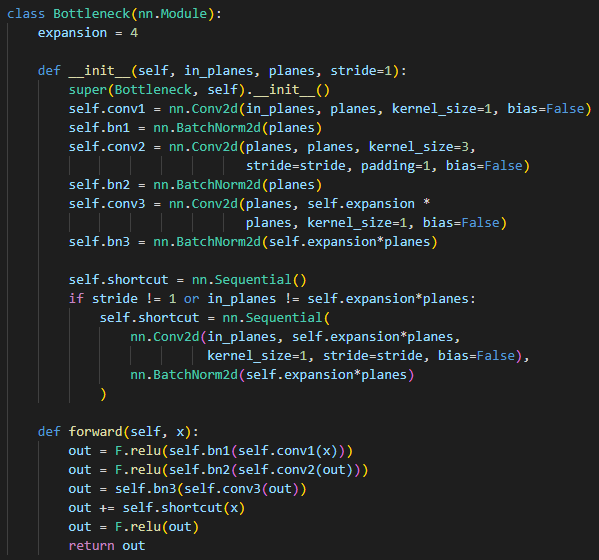 class Bottleneck(nn.Module):
    expansion = 4

    def __init__(self, in_planes, planes, stride=1):
        super(Bottleneck, self).__init__()
        self.conv1 = nn.Conv2d(in_planes, planes, kernel_size=1, bias=False)
        self.bn1 = nn.BatchNorm2d(planes)
        self.conv2 = nn.Conv2d(planes, planes, kernel_size=3,
                               stride=stride, padding=1, bias=False)
        self.bn2 = nn.BatchNorm2d(planes)
        self.conv3 = nn.Conv2d(planes, self.expansion *
                               planes, kernel_size=1, bias=False)
        self.bn3 = nn.BatchNorm2d(self.expansion*planes)

        self.shortcut = nn.Sequential()
        if stride != 1 or in_planes != self.expansion*planes:
            self.shortcut = nn.Sequential(
                nn.Conv2d(in_planes, self.expansion*planes,
                          kernel_size=1, stride=stride, bias=False),
                nn.BatchNorm2d(self.expansion*planes)
            )

    def forward(self, x):
        out = F.relu(self.bn1(self.conv1(x)))
        out = F.relu(self.bn2(self.conv2(out)))
        out = self.bn3(self.conv3(out))
        out += self.shortcut(x)
        out = F.relu(out)
        return out